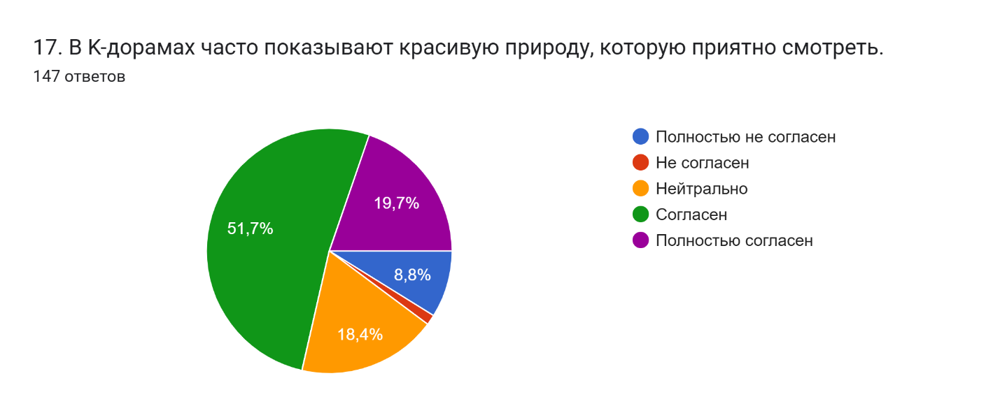 17. В K-дорамах часто показывают красивую природу, которую приятно смотреть.
147 ответов
Полностью не согласен
Не согласен
Нейтрально
Согласен
Полностью согласен
19,7%
51,7%
8,8%
18,4%